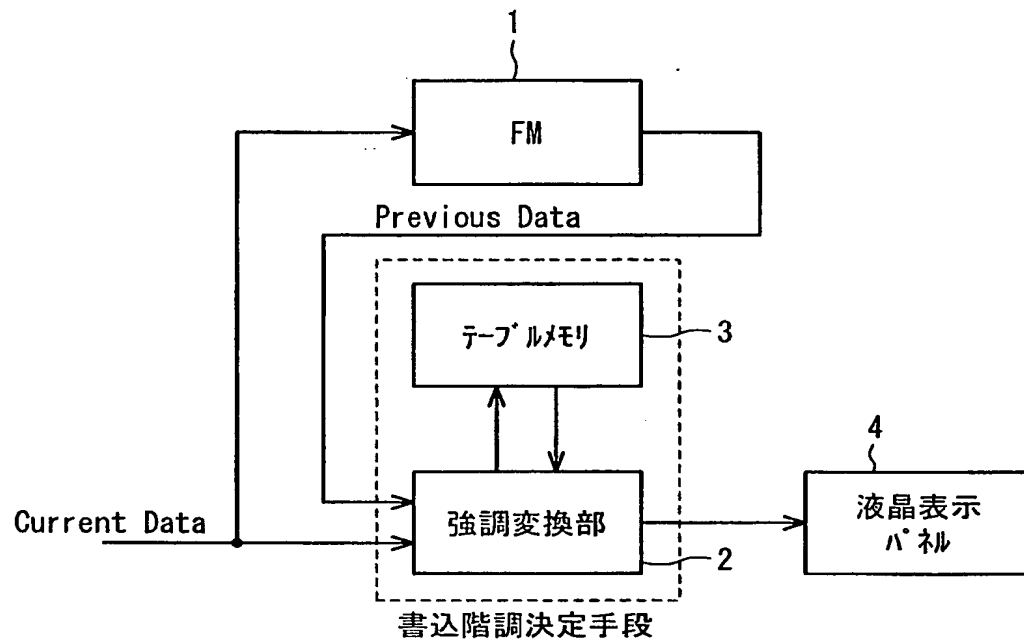 1
FM
Previous Data
テーブルメモリ
3
4
Current Data
強調変換部
液晶表示
パネル
2
書込階調決定手段